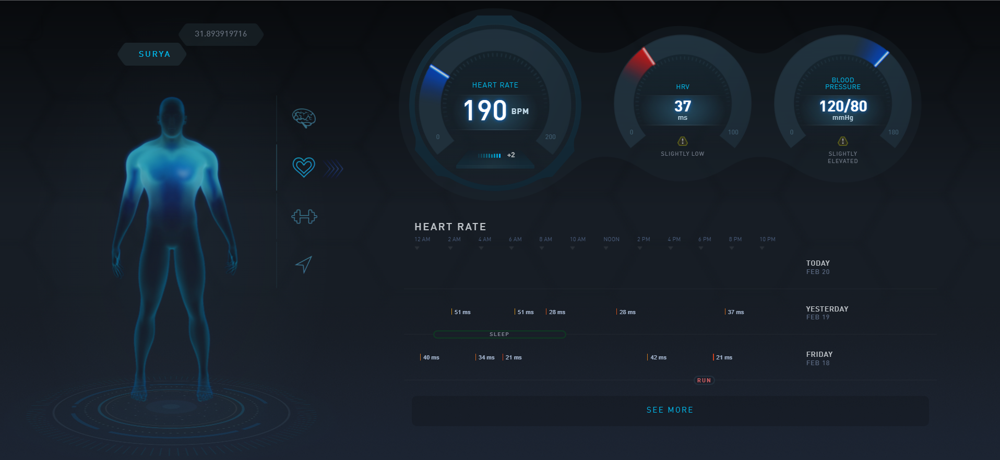 31.893919716
SURYA
HEART RATE
190 BPM
0
200
+2
HRV
37
ms
0
100
SLIGHTLY LOW
BLOOD
PRESSURE
120/80
mmHg
0
180
SLIGHTLY
ELEVATED
HEART RATE
12 AM 2 AM 4 AM 6 AM 8 AM 10 AM NOON 2 PM 4 PM 6 PM 8 PM 10 PM
TODAY
FEB 20
51 ms 51 ms 28 ms 28 ms 37 ms
YESTERDAY
FEB 19
SLEEP
40 ms 34 ms 21 ms 42 ms 21 ms
FRIDAY
FEB 18
RUN
SEE MORE